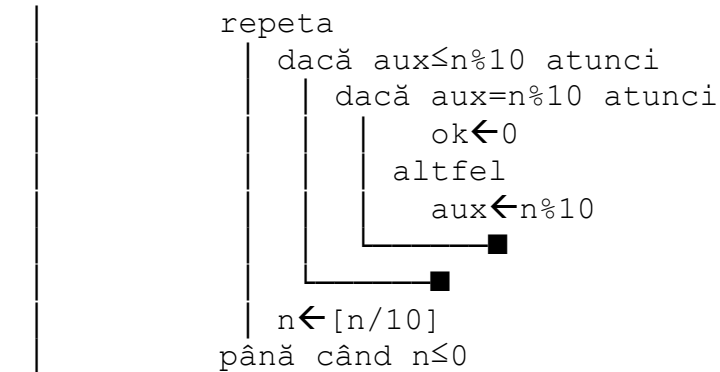 repeta
dacă aux≤n%10 atunci
dacă aux=n%10 atunci
ok←0
altfel
aux←n%10
■
■
n←[n/10]
până când n≤0